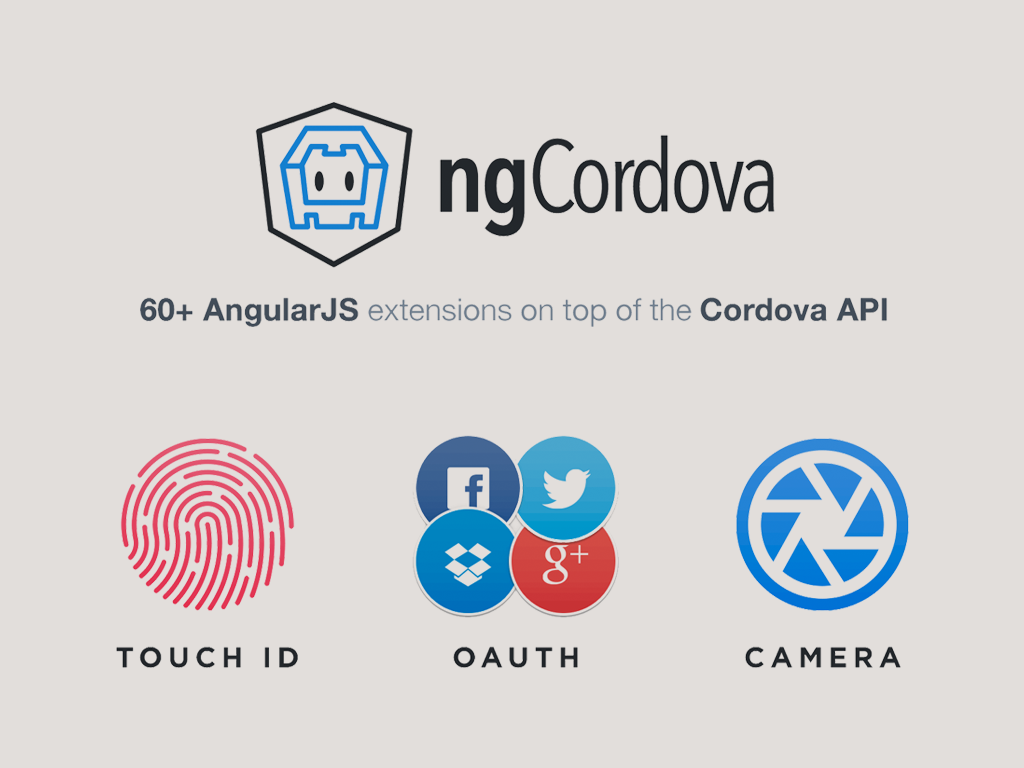 ngCordova
60+ AngularJS extensions on top of the Cordova API
f
g+
TOUCH ID
OAUTH
CAMERA